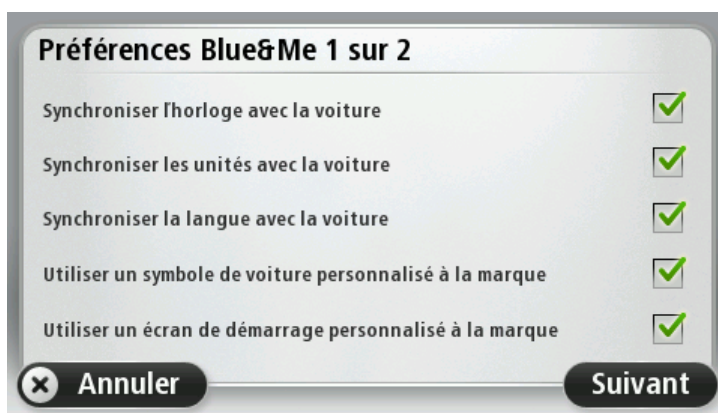 Préférences Blue&Me 1 sur 2
Synchroniser l'horloge avec la voiture
Synchroniser les unités avec la voiture
Synchroniser la langue avec la voiture
Utiliser un symbole de voiture personnalisé à la marque
Utiliser un écran de démarrage personnalisé à la marque
Annuler
Suivant